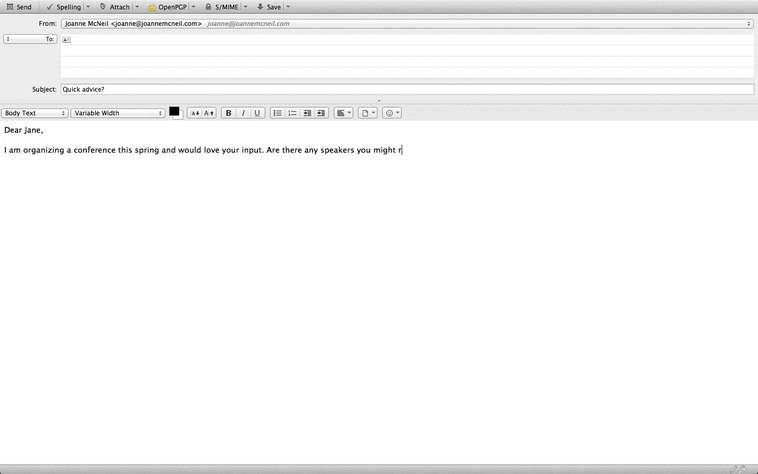 Send Spelling Attach OpenPGP S/MIME Save
From: Joanne McNeil <joanne@joannemcneil.com> joanne@joannemcneil.com
To:
Subject: Quick advice?
Body Text Variable Width A A B I U
Dear Jane,
I am organizing a conference this spring and would love your input. Are there any speakers you might r